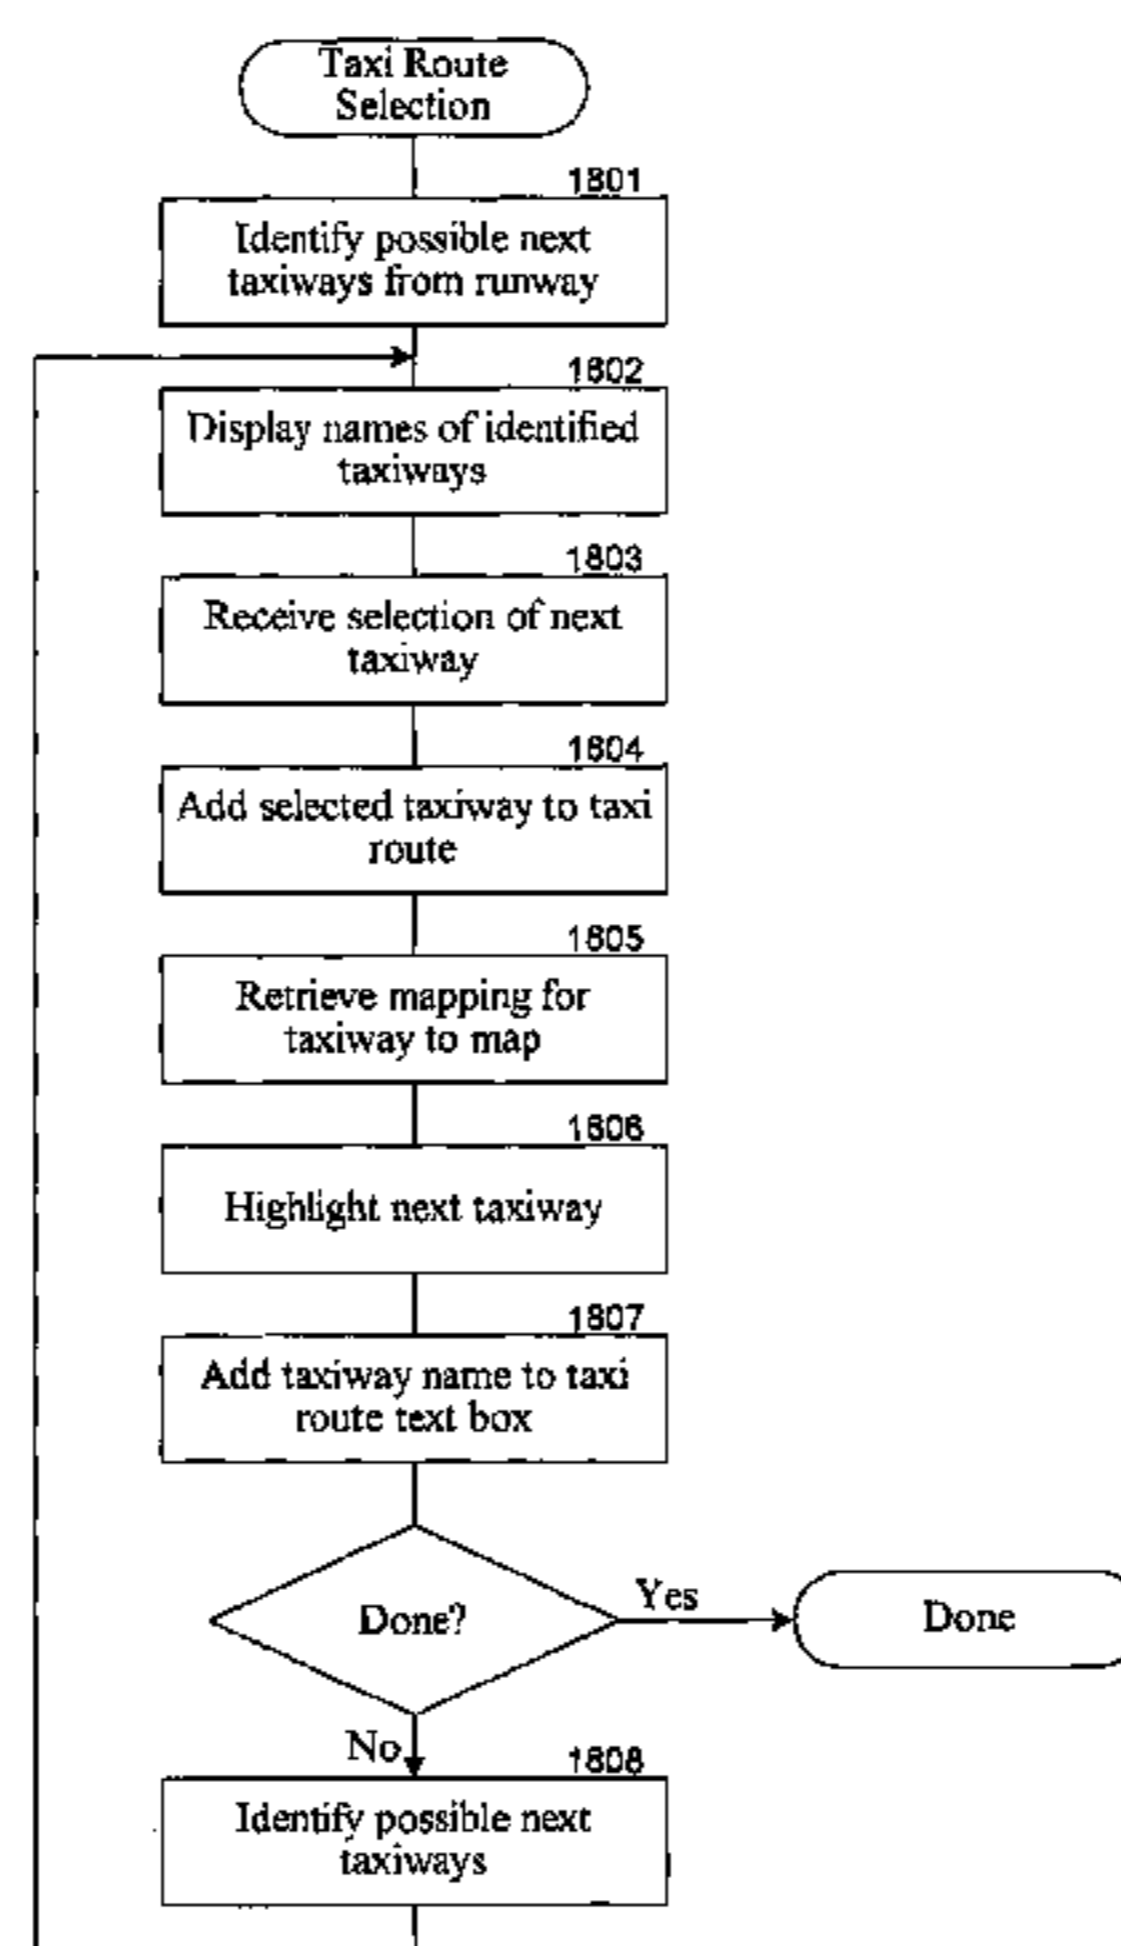 Taxi Route
Selection
1801
Identify possible next
taxiways from runway
1802
Display names of identified
taxiways
1803
Receive selection of next
taxiway
1804
Add selected taxiway to taxi
route
1805
Retrieve mapping for
taxiway to map
1806
Highlight next taxiway
1807
Add taxiway name to taxi
route text box
Done?
Yes
Done
No
1808
Identify possible next
taxiways